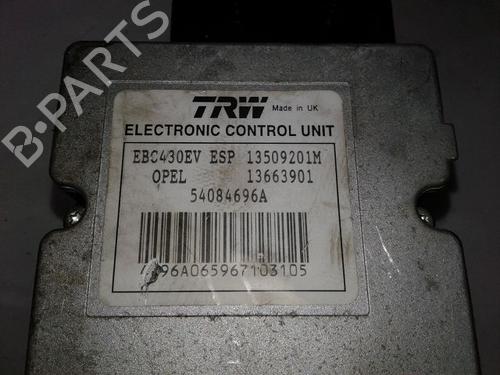 TRW Made in UK
ELECTRONIC CONTROL UNIT
EBC430EV ESP 13509201M
OPEL 13663901
54084696A
96A065967103105
B-PARTS